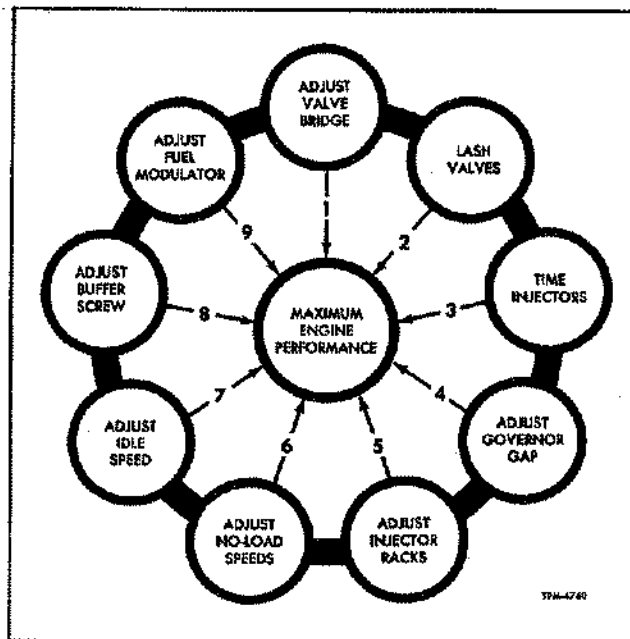 ADJUST
VALVE
BRIDGE
1
LASH
VALVES
2
TIME
INJECTORS
3
ADJUST
GOVERNOR
GAP
4
ADJUST
INJECTOR
RACKS
5
ADJUST
NO-LOAD
SPEEDS
6
ADJUST
IDLE
SPEED
7
ADJUST
BUFFER
SCREW
8
ADJUST
FUEL
MODULATOR
9
MAXIMUM
ENGINE
PERFORMANCE